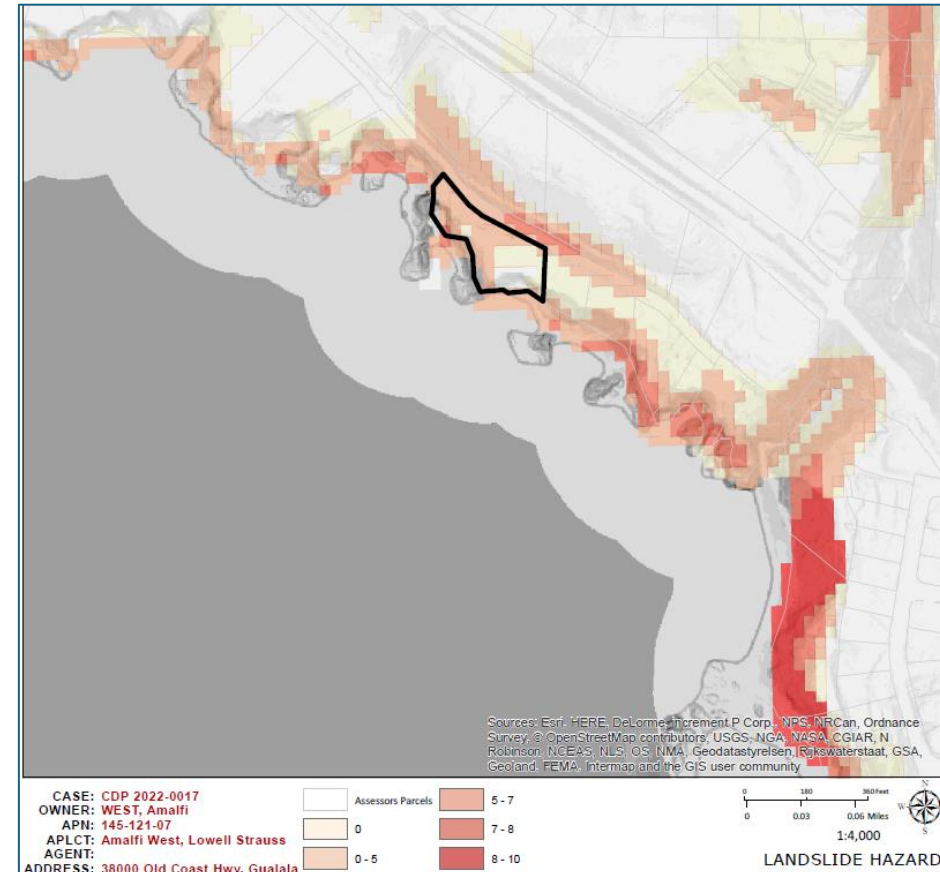 Sources: Esri, HERE, DeLorme, Increment P Corp., NPS, NRCan, Ordnance
Survey, © OpenStreetMap contributors, USGS, NGA, NASA, CGIAR, N
Robinson, NCEAS, NLS, OS, NMA, Geodatastyrelsen, Rijkswaterstaat, GSA,
Geoland, FEMA, Intermap and the GIS user community
CASE: CDP 2022-0017
OWNER: WEST, Amalfi
APN: 145-121-07
APLCT: Amalfi West, Lowell Strauss
AGENT:
ADDRESS: 38000 Old Coast Hwy, Gualala
Assessors Parcels
0
0 - 5
5 - 7
7 - 8
8 - 10
0 180 360 Feet
0 0.03 0.06 Miles
1:4,000
N
W
E
S
LANDSLIDE HAZARD